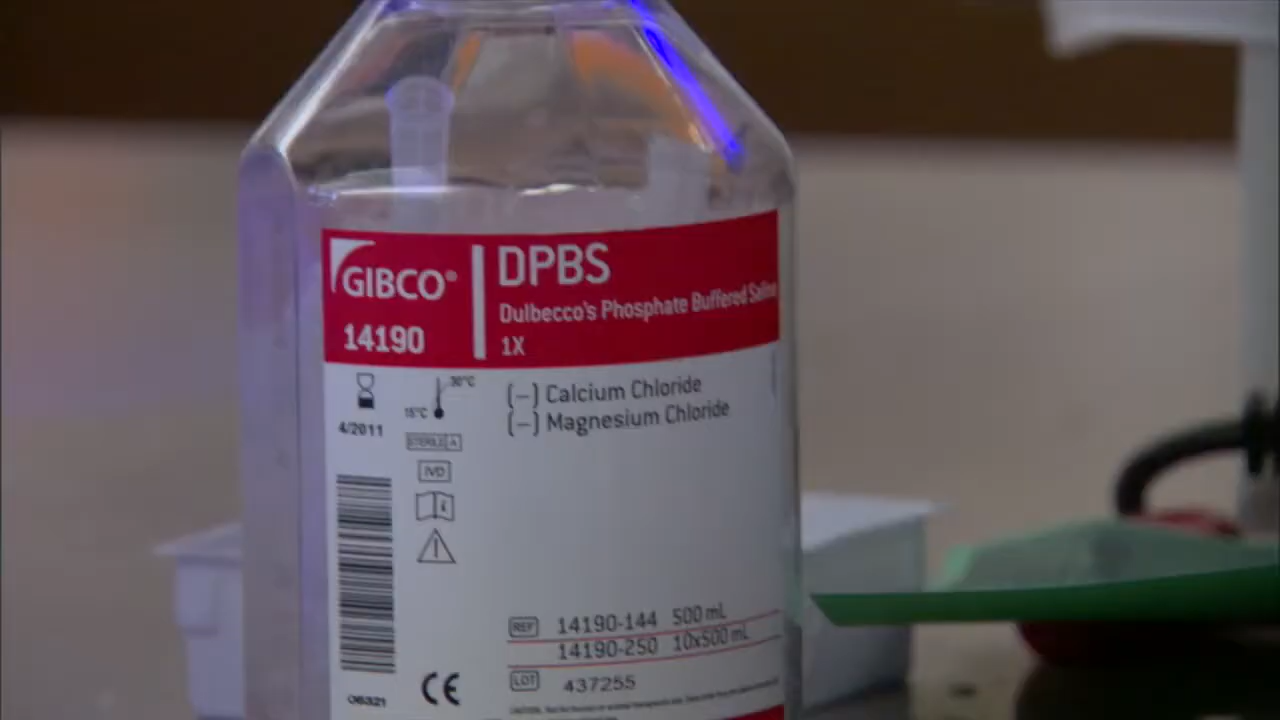 GIBCO®
14190
DPBS
Dulbecco's Phosphate Buffered Saline
1X
(–) Calcium Chloride
(–) Magnesium Chloride
30°C
15°C
4/2011
STERILE A
IVD
i
REF 14190-144 500 mL
14190-250 10x500 mL
LOT 437255
06321
CE